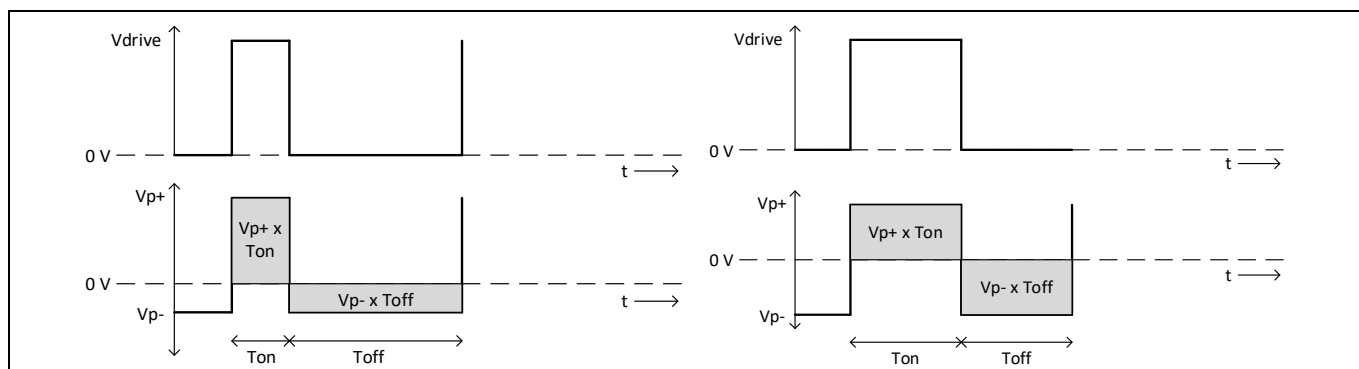 Vdrive
0 V
t
Vp+
Vp+ x
Ton
0 V
Vp- x Toff
t
Vp-
Ton
Toff
Vdrive
0 V
t
Vp+
Vp+ x Ton
0 V
Vp- x Toff
t
Vp-
Ton
Toff